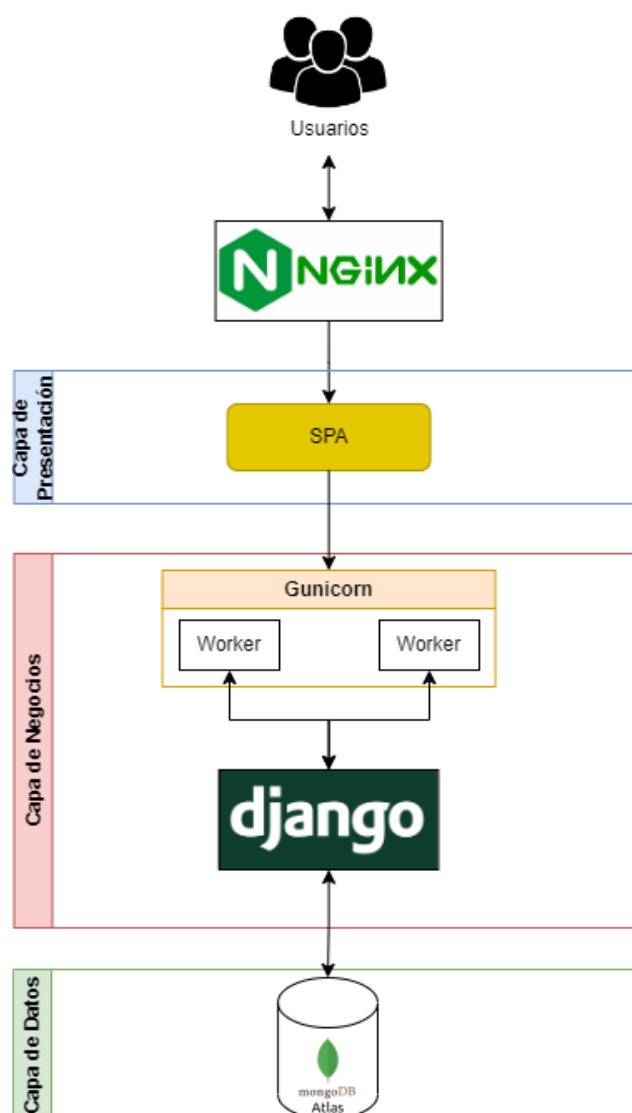 Usuarios
NGiNX
Capa de
Presentación
SPA
Capa de Negocios
Gunicorn
Worker
Worker
django
Capa de Datos
mongoDB
Atlas